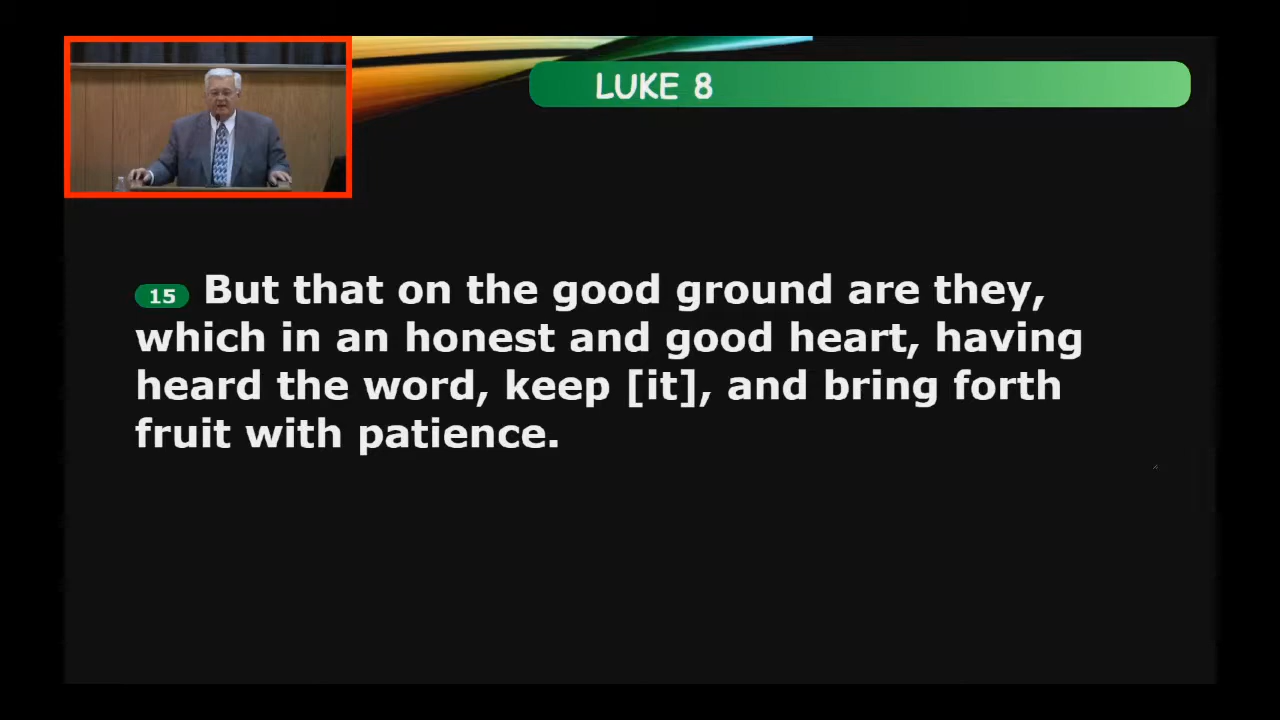 LUKE 8
15 But that on the good ground are they,
which in an honest and good heart, having
heard the word, keep [it], and bring forth
fruit with patience.